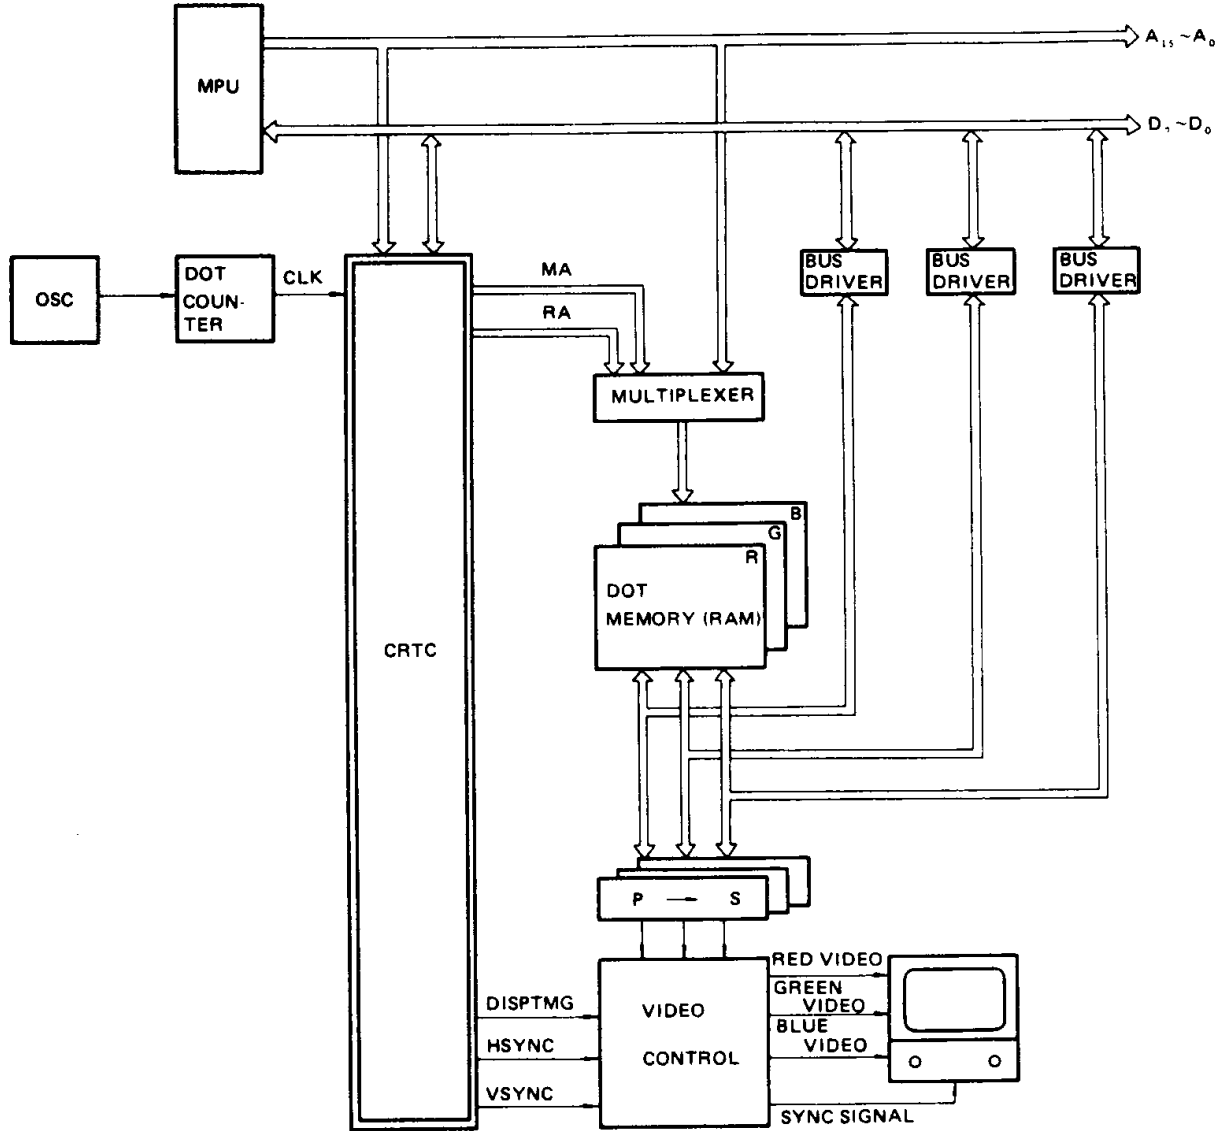 A15 ~ A0
MPU
D7 ~ D0
OSC
DOT
COUN-
TER
CLK
MA
RA
BUS
DRIVER
BUS
DRIVER
BUS
DRIVER
MULTIPLEXER
B
G
R
DOT
MEMORY (RAM)
CRTC
P → S
DISPTMG
HSYNC
VSYNC
VIDEO
CONTROL
RED VIDEO
GREEN
VIDEO
BLUE
VIDEO
SYNC SIGNAL